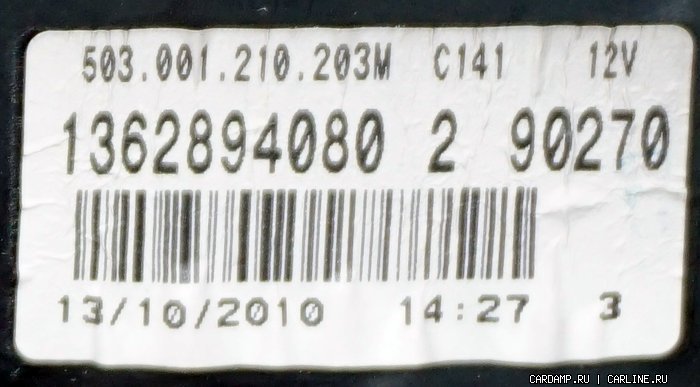 503.001.210.203M C141 12V
1362894080 2 90270
13/10/2010 14:27 3
CARDAMP.RU | CARLINE.RU